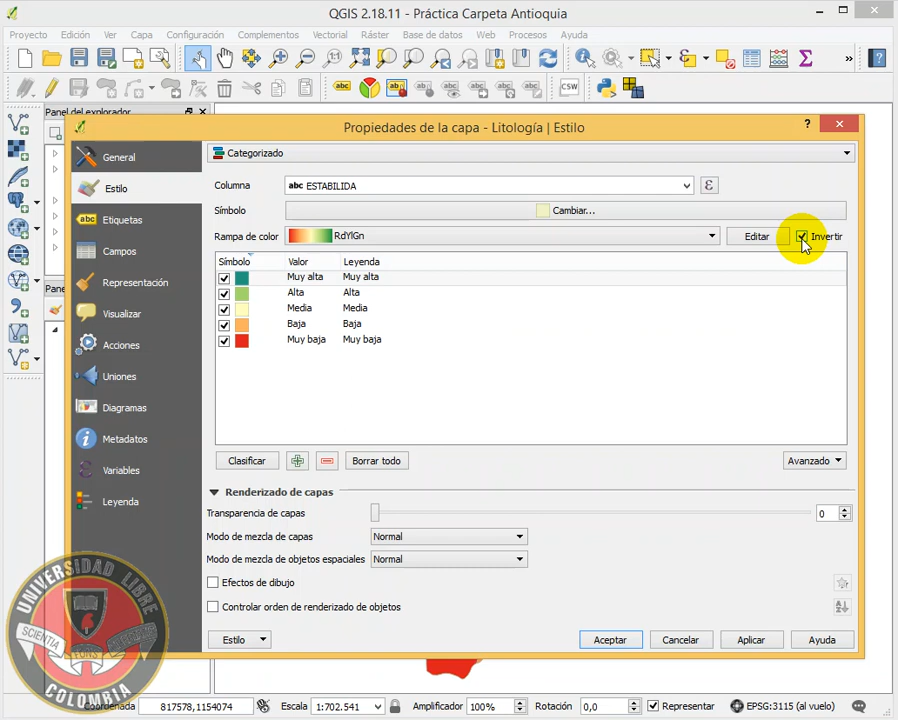 QGIS 2.18.11 - Práctica Carpeta Antioquia
Proyecto Edición Ver Capa Configuración Complementos Vectorial Ráster Base de datos Web Procesos Ayuda
Panel del explorador
Propiedades de la capa - Litología | Estilo
General
Estilo
Etiquetas
Campos
Representación
Visualizar
Acciones
Uniones
Diagramas
Metadatos
Variables
Leyenda
Categorizado
Columna abc ESTABILIDA
Símbolo Cambiar...
Rampa de color RdYlGn Editar Invertir
Símbolo Valor Leyenda
Muy alta Muy alta
Alta Alta
Media Media
Baja Baja
Muy baja Muy baja
Clasificar Borrar todo Avanzado
Renderizado de capas
Transparencia de capas 0
Modo de mezcla de capas Normal
Modo de mezcla de objetos espaciales Normal
Efectos de dibujo
Controlar orden de renderizado de objetos
Estilo Aceptar Cancelar Aplicar Ayuda
UNIVERSIDAD LIBRE
COLOMBIA
Coordenada 817578,1154074 Escala 1:702.541 Amplificador 100% Rotación 0,0 Representar EPSG:3115 (al vuelo)